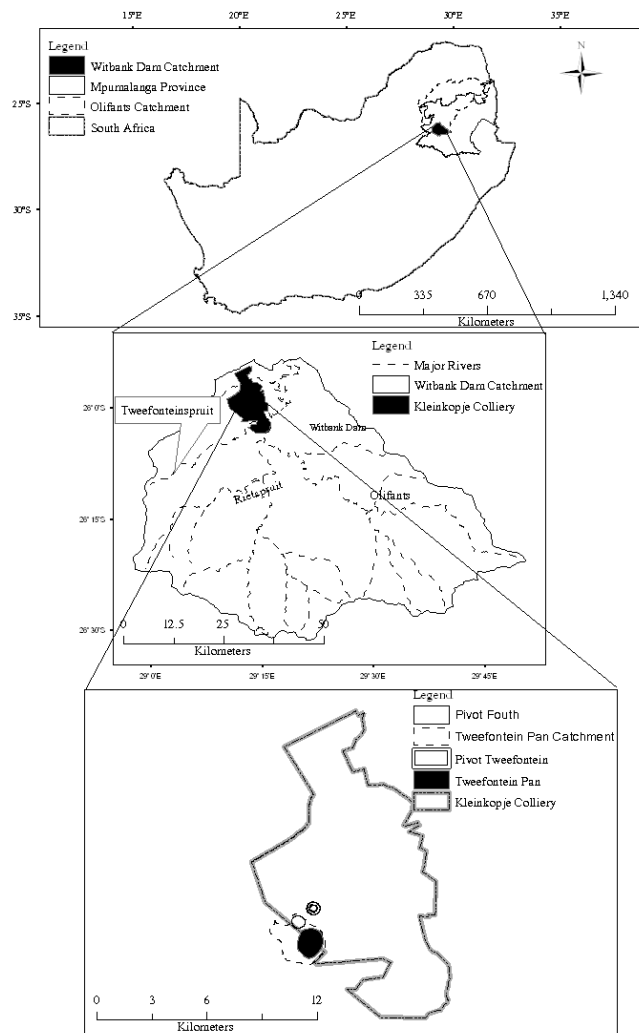 15°E 20°E 25°E 30°E 35°E
Legend
Witbank Dam Catchment
Mpumalanga Province
Olifants Catchment
South Africa
N
25°S
30°S
35°S
0 335 670 1,340
Kilometers
Legend
Major Rivers
Witbank Dam Catchment
Kleinkopje Colliery
26° 0'S
Tweefonteinspruit
Witbank Dam
Rietspruit
Olifants
26° 15'S
26° 30'S
0 12.5 25 50
Kilometers
29° 0'E 29° 15'E 29° 30'E 29° 45'E
Legend
Pivot Fouth
Tweefontein Pan Catchment
Pivot Tweefontein
Tweefontein Pan
Kleinkopje Colliery
0 3 6 12
Kilometers